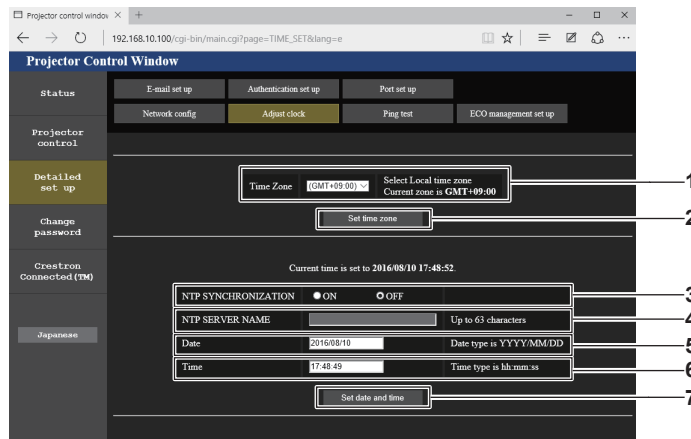 Projector control window
192.168.10.100/cgi-bin/main.cgi?page=TIME_SET&lang=e
Projector Control Window
Status
Projector control
Detailed set up
Change password
Crestron Connected(TM)
Japanese
E-mail set up
Authentication set up
Port set up
Network config
Adjust clock
Ping test
ECO management set up
Time Zone
(GMT+09:00)
Select Local time zone
Current zone is GMT+09:00
1
Set time zone
2
Current time is set to 2016/08/10 17:48:52.
NTP SYNCHRONIZATION ON OFF
3
NTP SERVER NAME Up to 63 characters
4
Date 2016/08/10 Date type is YYYY/MM/DD
5
Time 17:48:49 Time type is hh:mm:ss
6
Set date and time
7